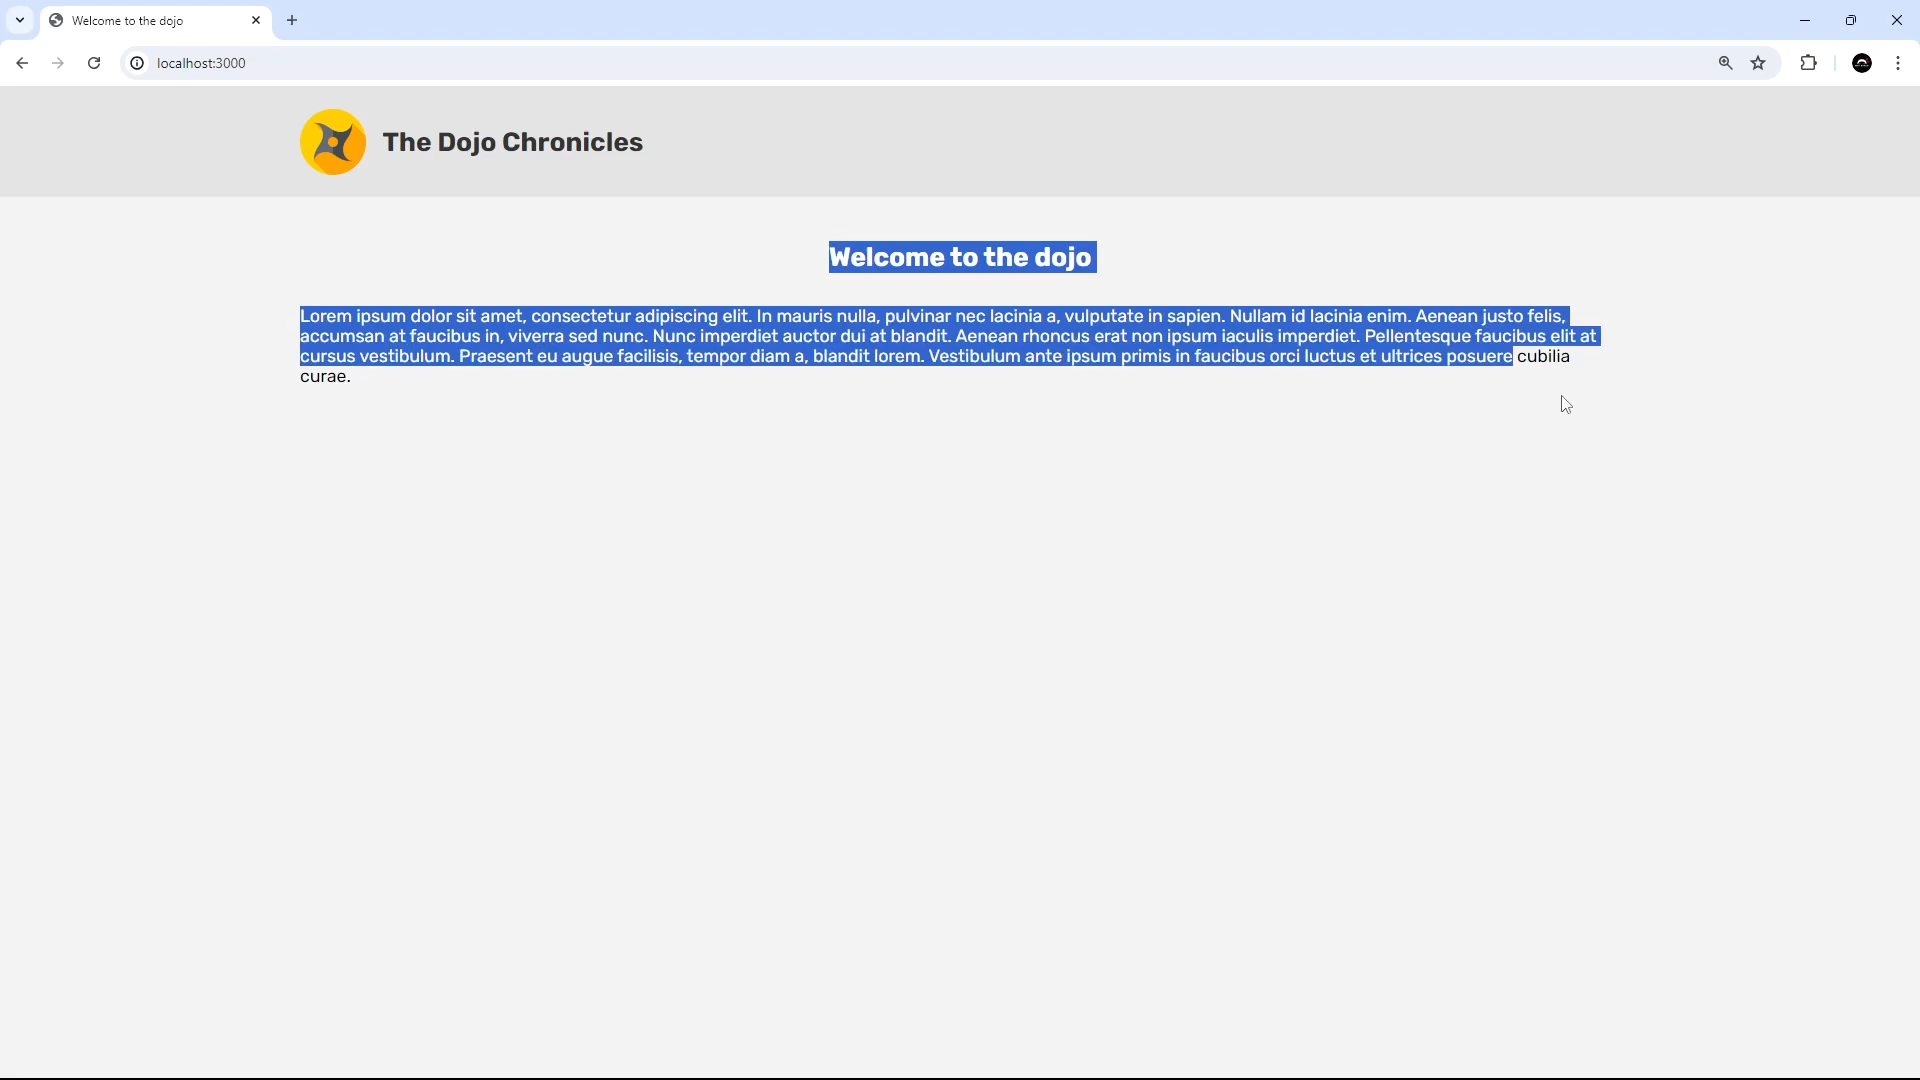 Welcome to the dojo
localhost:3000
The Dojo Chronicles
Welcome to the dojo
Lorem ipsum dolor sit amet, consectetur adipiscing elit. In mauris nulla, pulvinar nec lacinia a, vulputate in sapien. Nullam id lacinia enim. Aenean justo felis,
accumsan at faucibus in, viverra sed nunc. Nunc imperdiet auctor dui at blandit. Aenean rhoncus erat non ipsum iaculis imperdiet. Pellentesque faucibus elit at
cursus vestibulum. Praesent eu augue facilisis, tempor diam a, blandit lorem. Vestibulum ante ipsum primis in faucibus orci luctus et ultrices posuere cubilia
curae.